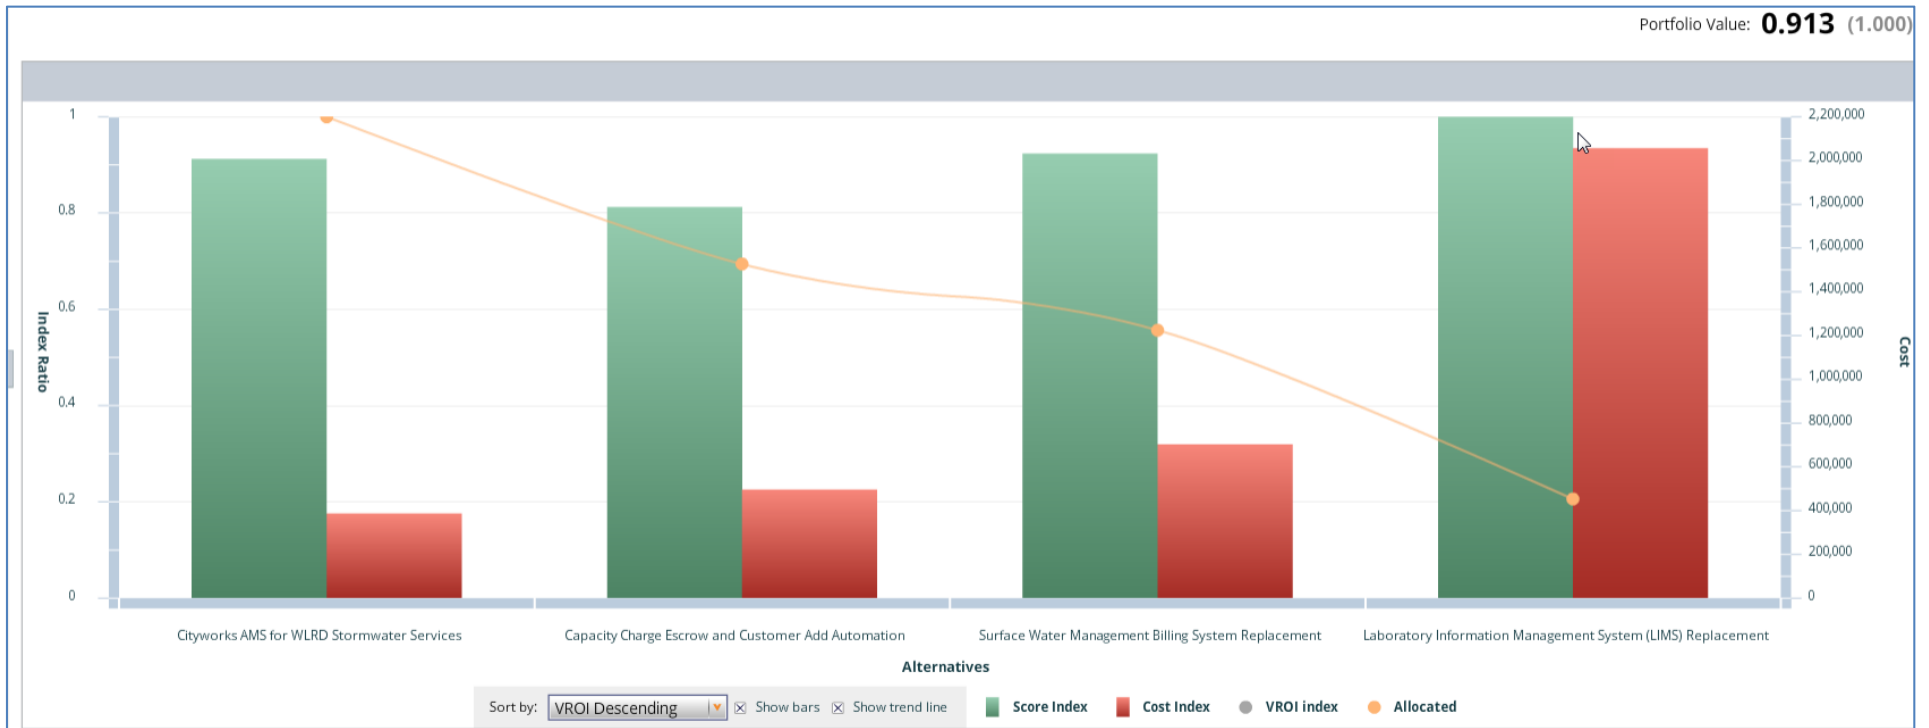 Portfolio Value: 0.913 (1.000)
1
0.8
0.6
0.4
0.2
0
Index Ratio
2,200,000
2,000,000
1,800,000
1,600,000
1,400,000
1,200,000
1,000,000
800,000
600,000
400,000
200,000
0
Cost
Cityworks AMS for WLRD Stormwater Services
Capacity Charge Escrow and Customer Add Automation
Surface Water Management Billing System Replacement
Laboratory Information Management System (LIMS) Replacement
Alternatives
Sort by: VROI Descending Show bars Show trend line Score Index Cost Index VROI index Allocated